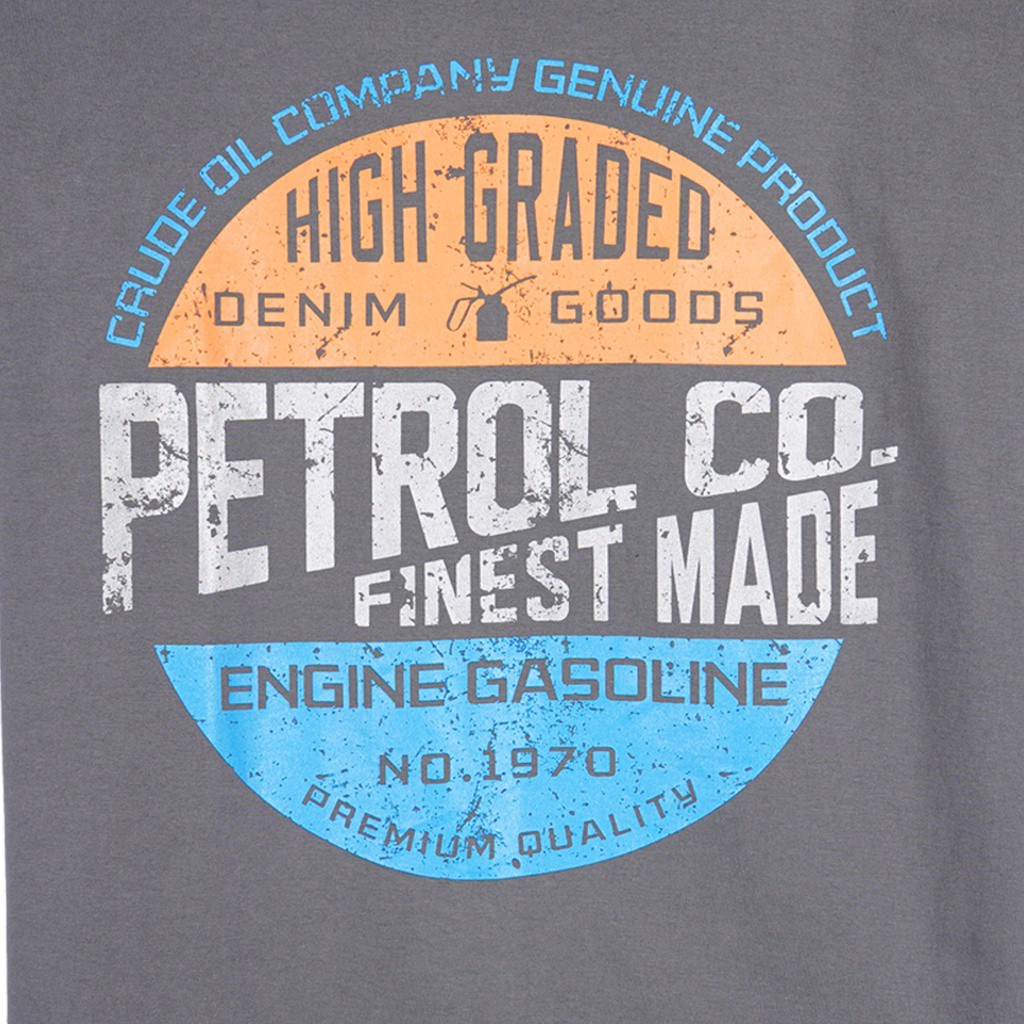 CRUDE OIL COMPANY GENUINE PRODUCT
HIGH GRADED
DENIM GOODS
PETROL CO.
FINEST MADE
ENGINE GASOLINE
NO.1970
PREMIUM QUALITY